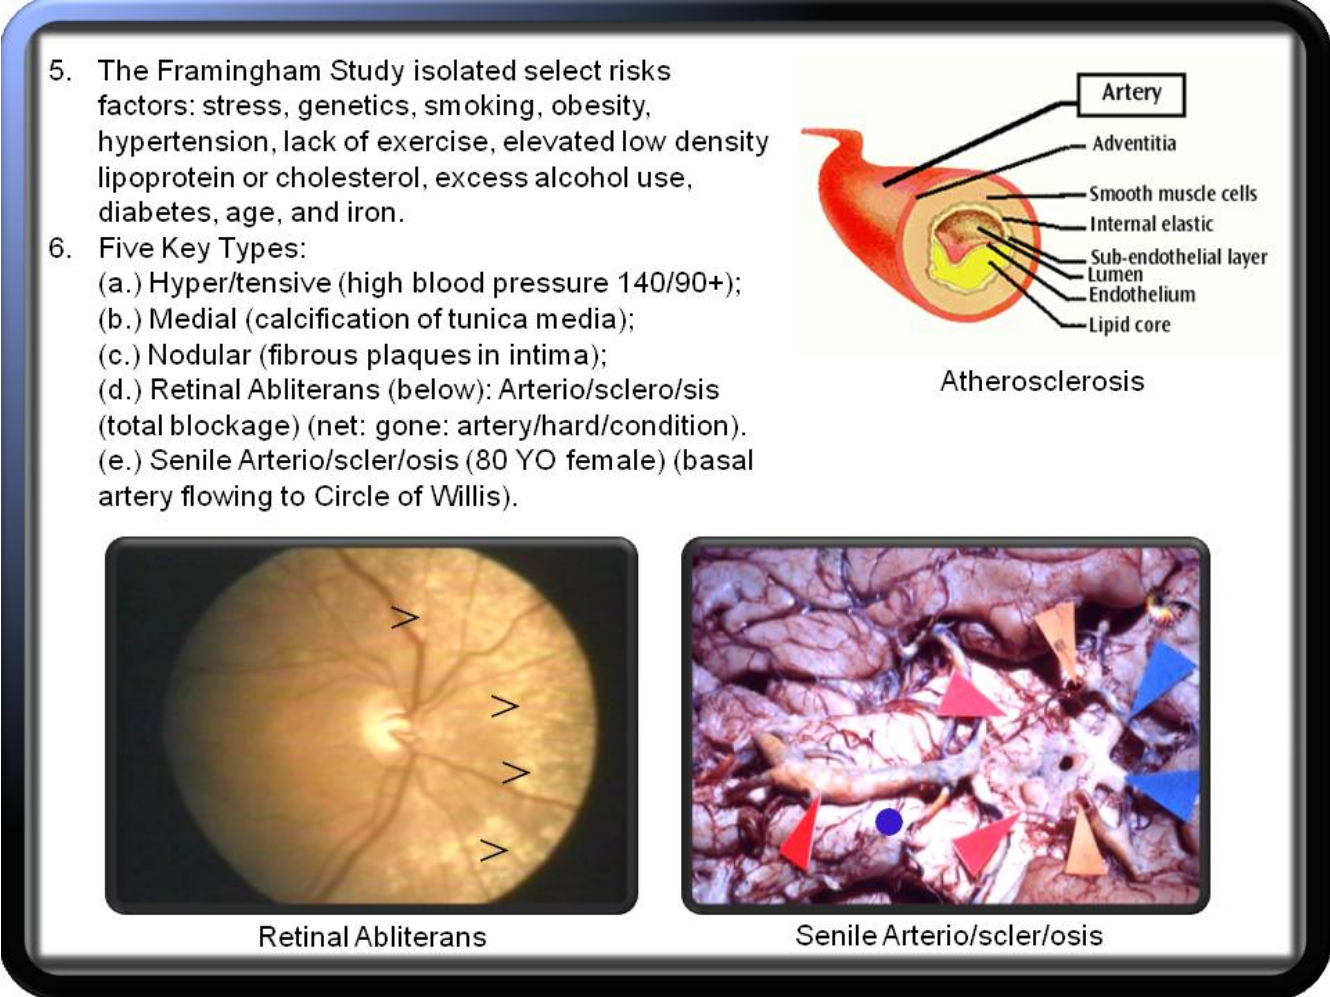 5. The Framingham Study isolated select risks
factors: stress, genetics, smoking, obesity,
hypertension, lack of exercise, elevated low density
lipoprotein or cholesterol, excess alcohol use,
diabetes, age, and iron.
6. Five Key Types:
(a.) Hyper/tensive (high blood pressure 140/90+);
(b.) Medial (calcification of tunica media);
(c.) Nodular (fibrous plaques in intima);
(d.) Retinal Abliterans (below): Arterio/sclero/sis
(total blockage) (net: gone: artery/hard/condition).
(e.) Senile Arterio/scler/osis (80 YO female) (basal
artery flowing to Circle of Willis).
Artery
Adventitia
Smooth muscle cells
Internal elastic
Sub-endothelial layer
Lumen
Endothelium
Lipid core
Atherosclerosis
>
>
>
>
Retinal Abliterans
Senile Arterio/scler/osis